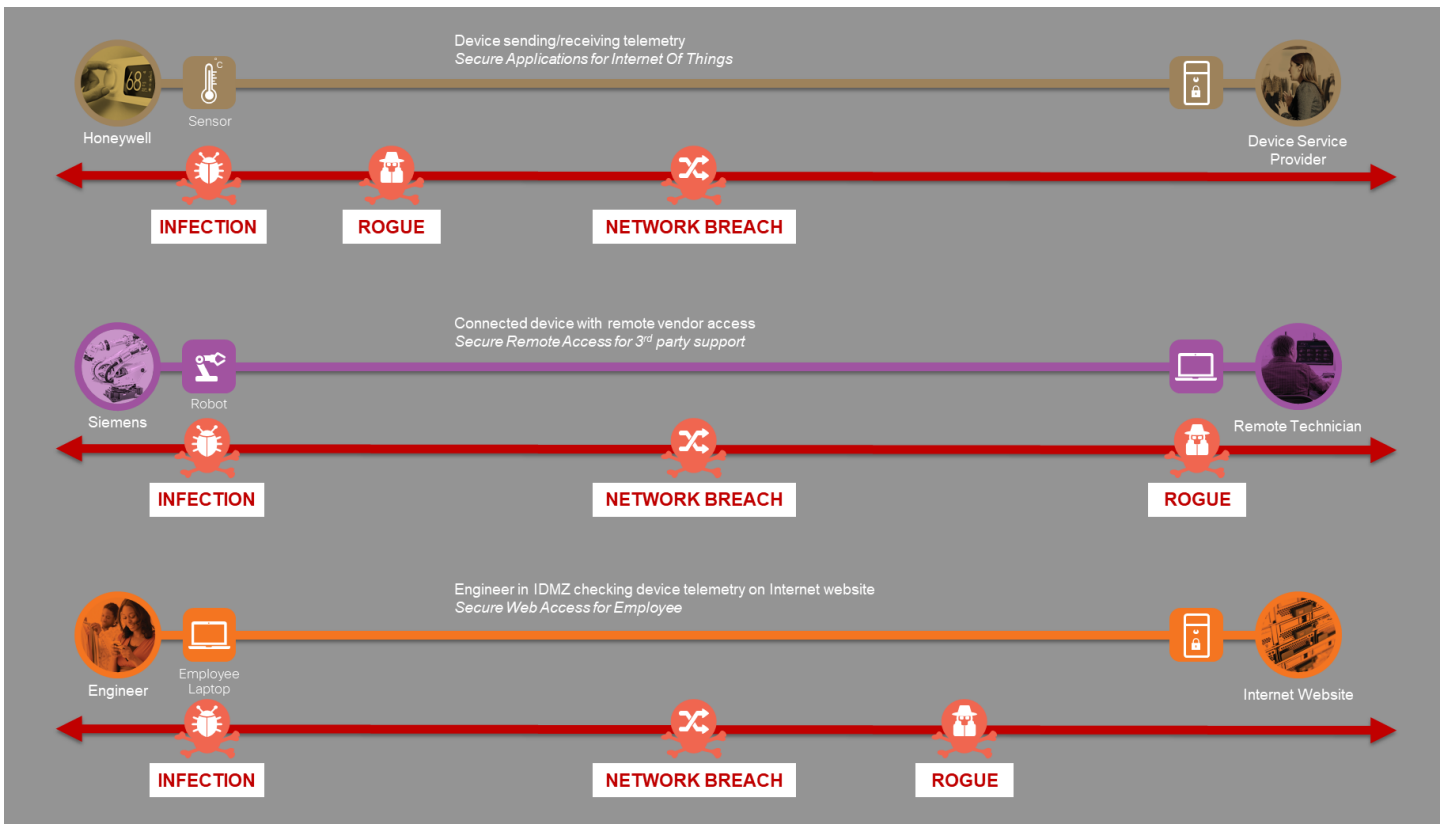 Device sending/receiving telemetry
Secure Applications for Internet Of Things
68
°C
Sensor
Honeywell
Device Service
Provider
INFECTION
ROGUE
NETWORK BREACH
Connected device with remote vendor access
Secure Remote Access for 3rd party support
Robot
Siemens
Remote Technician
INFECTION
NETWORK BREACH
ROGUE
Engineer in IDMZ checking device telemetry on Internet website
Secure Web Access for Employee
Employee
Laptop
Engineer
Internet Website
INFECTION
NETWORK BREACH
ROGUE